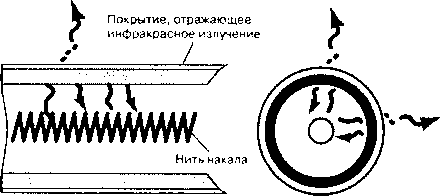 Покрытие, отражающее
инфракрасное излучение
Нить накала